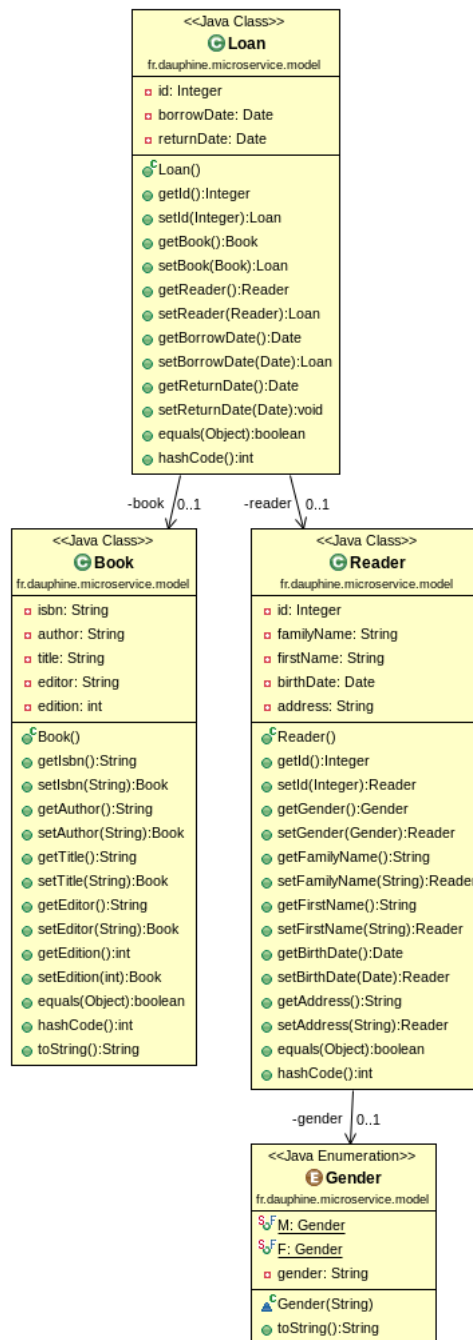 <<Java Class>>
Loan
fr.dauphine.microservice.model
id: Integer
borrowDate: Date
returnDate: Date
Loan()
getId():Integer
setId(Integer):Loan
getBook():Book
setBook(Book):Loan
getReader():Reader
setReader(Reader):Loan
getBorrowDate():Date
setBorrowDate(Date):Loan
getReturnDate():Date
setReturnDate(Date):void
equals(Object):boolean
hashCode():int
-book 0..1
-reader 0..1
<<Java Class>>
Book
fr.dauphine.microservice.model
isbn: String
author: String
title: String
editor: String
edition: int
Book()
getIsbn():String
setIsbn(String):Book
getAuthor():String
setAuthor(String):Book
getTitle():String
setTitle(String):Book
getEditor():String
setEditor(String):Book
getEdition():int
setEdition(int):Book
equals(Object):boolean
hashCode():int
toString():String
<<Java Class>>
Reader
fr.dauphine.microservice.model
id: Integer
familyName: String
firstName: String
birthDate: Date
address: String
Reader()
getId():Integer
setId(Integer):Reader
getGender():Gender
setGender(Gender):Reader
getFamilyName():String
setFamilyName(String):Reader
getFirstName():String
setFirstName(String):Reader
getBirthDate():Date
setBirthDate(Date):Reader
getAddress():String
setAddress(String):Reader
equals(Object):boolean
hashCode():int
-gender 0..1
<<Java Enumeration>>
Gender
fr.dauphine.microservice.model
M: Gender
F: Gender
gender: String
Gender(String)
toString():String